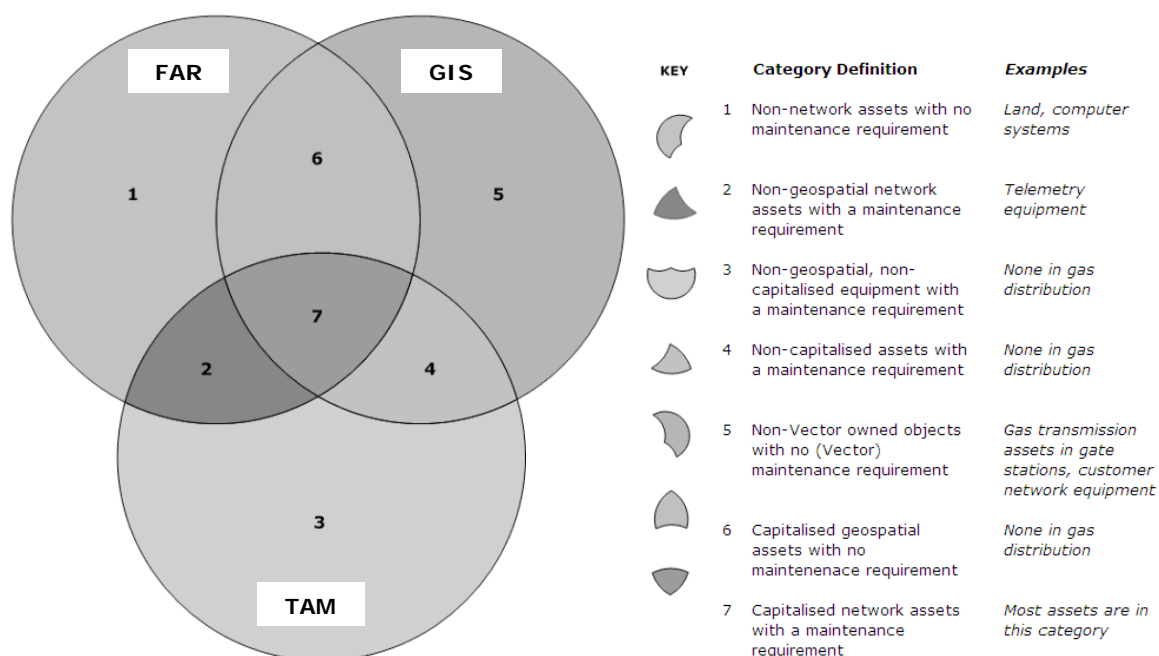 FAR
GIS
6
1
5
7
2
4
3
TAM
KEY
Category Definition
Examples
1
Non-network assets with no
maintenance requirement
Land, computer
systems
2
Non-geospatial network
assets with a maintenance
requirement
Telemetry
equipment
3
Non-geospatial, non-
capitalised equipment with
a maintenance requirement
None in gas
distribution
4
Non-capitalised assets with
a maintenance requirement
None in gas
distribution
5
Non-Vector owned objects
with no (Vector)
maintenance requirement
Gas transmission
assets in gate
stations, customer
network equipment
6
Capitalised geospatial
assets with no
maintenenace requirement
None in gas
distribution
7
Capitalised network assets
with a maintenance
requirement
Most assets are in
this category